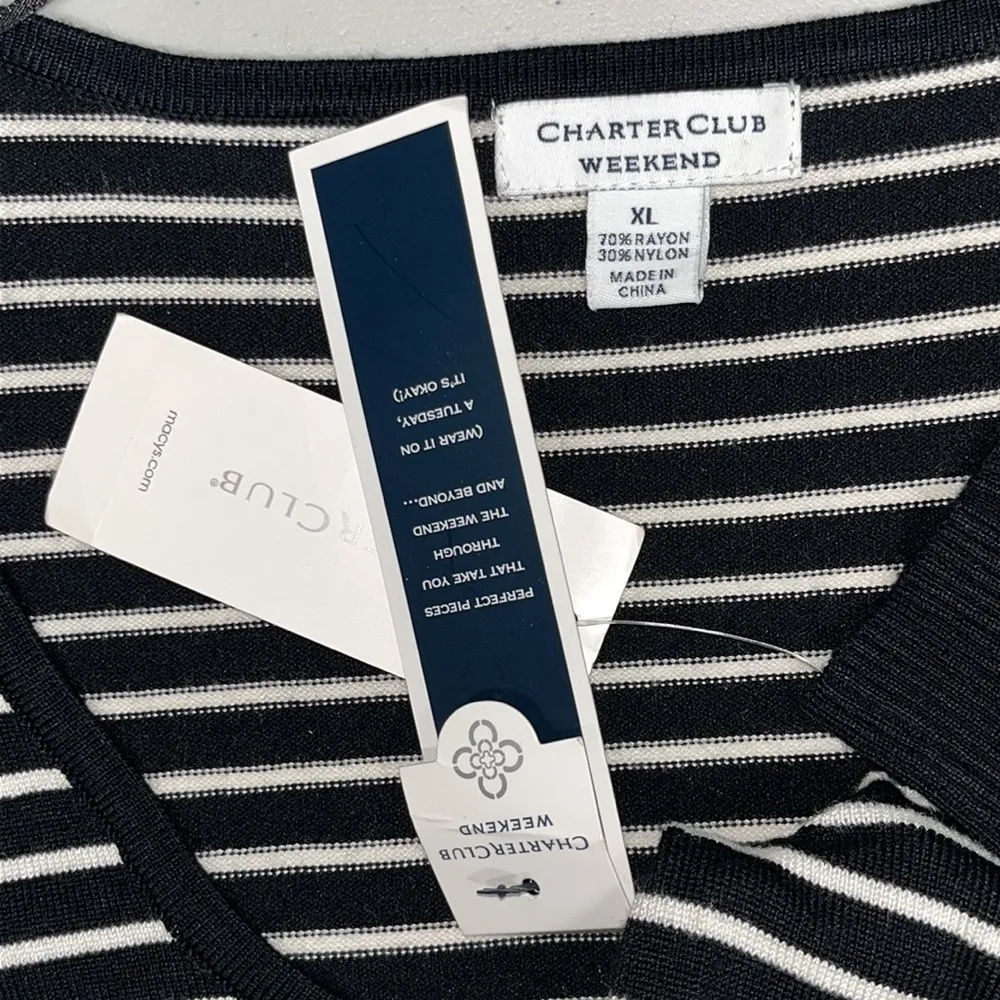 CHARTER CLUB
WEEKEND
XL
70% RAYON
30% NYLON
MADE IN
CHINA
PERFECT PIECES
THAT TAKE YOU
THROUGH
THE WEEKEND
AND BEYOND...
(WEAR IT ON
A TUESDAY,
IT'S OKAY!)
CHARTER CLUB
WEEKEND
CLUB®
macys.com